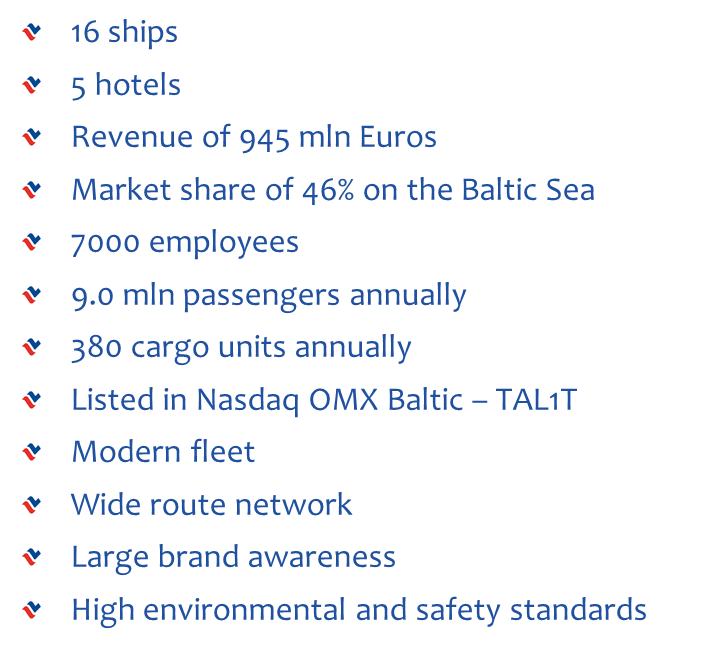 16 ships
5 hotels
Revenue of 945 mln Euros
Market share of 46% on the Baltic Sea
7000 employees
9.0 mln passengers annually
380 cargo units annually
Listed in Nasdaq OMX Baltic – TAL1T
Modern fleet
Wide route network
Large brand awareness
High environmental and safety standards